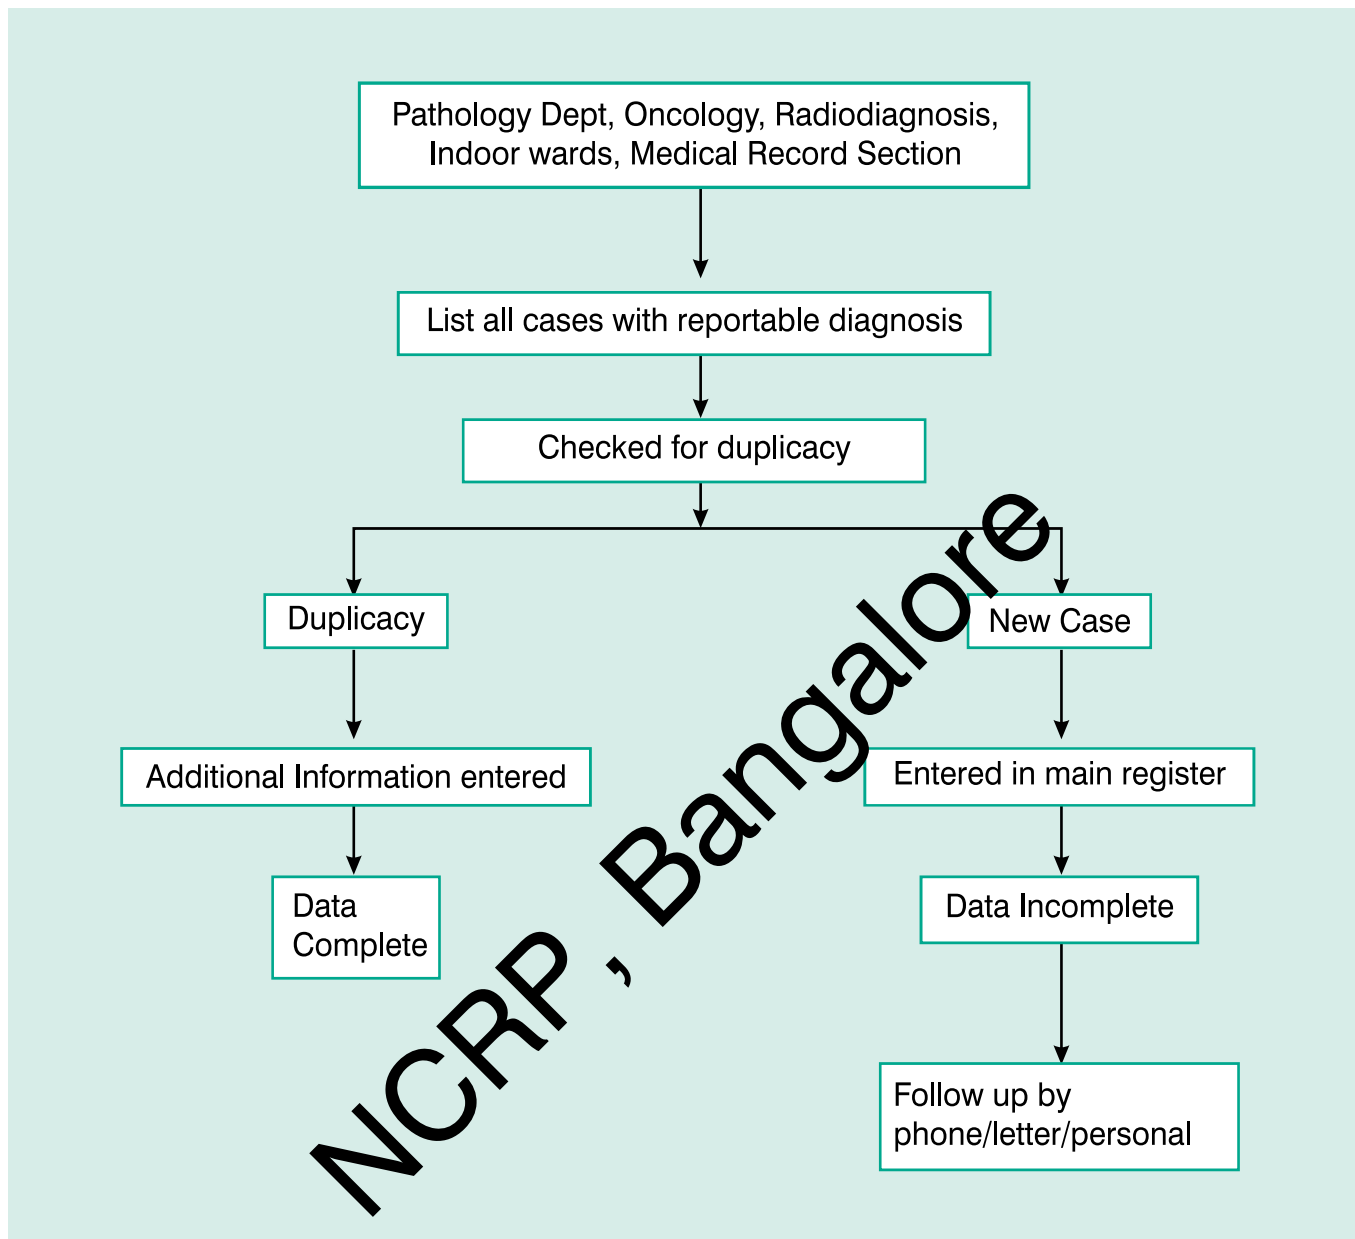 Pathology Dept, Oncology, Radiodiagnosis,
Indoor wards, Medical Record Section
List all cases with reportable diagnosis
Checked for duplicacy
Duplicacy
New Case
Additional Information entered
Entered in main register
Data
Complete
Data Incomplete
Follow up by
phone/letter/personal
NCRP, Bangalore